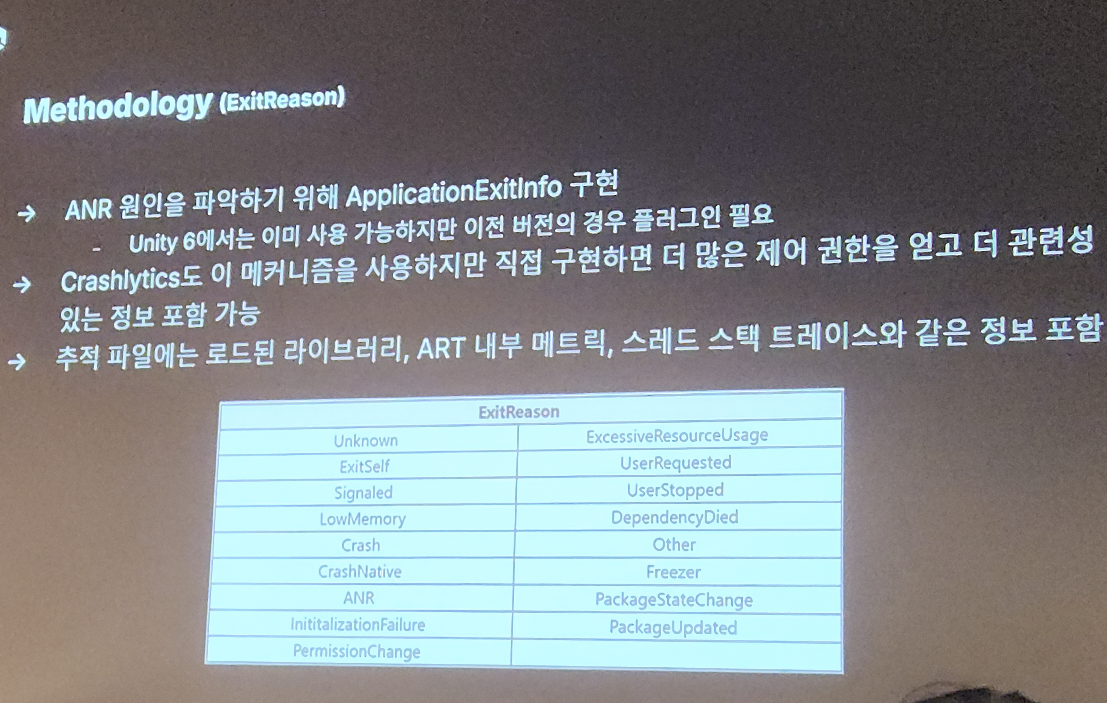 Methodology (ExitReason)
→ ANR 원인을 파악하기 위해 ApplicationExitInfo 구현
- Unity 6에서는 이미 사용 가능하지만 이전 버전의 경우 플러그인 필요
→ Crashlytics도 이 메커니즘을 사용하지만 직접 구현하면 더 많은 제어 권한을 얻고 더 관련성
있는 정보 포함 가능
→ 추적 파일에는 로드된 라이브러리, ART 내부 메트릭, 스레드 스택 트레이스와 같은 정보 포함
ExitReason
Unknown ExcessiveResourceUsage
ExitSelf UserRequested
Signaled UserStopped
LowMemory DependencyDied
Crash Other
CrashNative Freezer
ANR PackageStateChange
InititalizationFailure PackageUpdated
PermissionChange